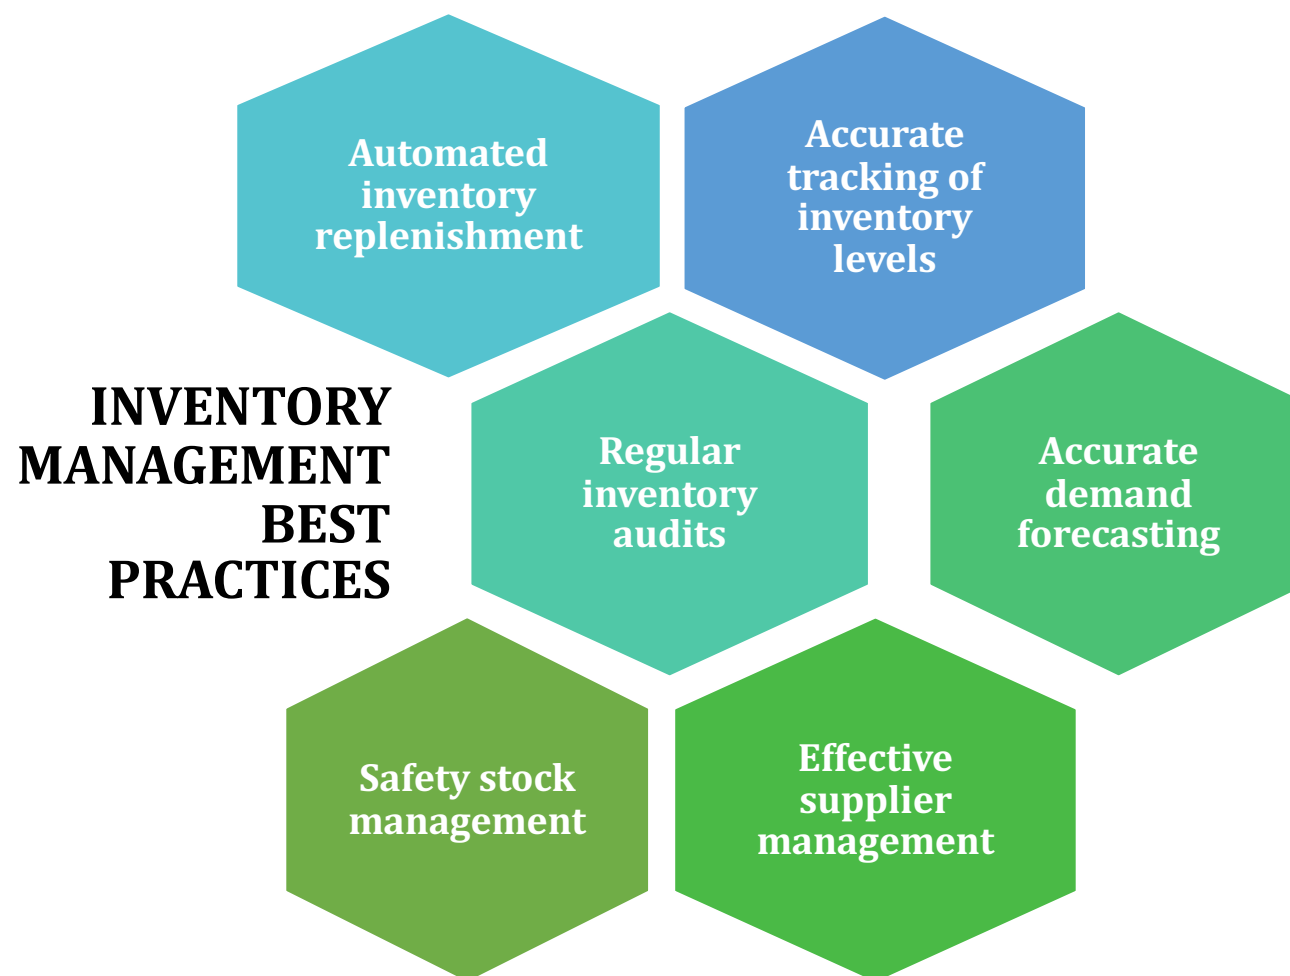 Automated
inventory
replenishment
Accurate
tracking of
inventory
levels
INVENTORY
MANAGEMENT
BEST
PRACTICES
Regular
inventory
audits
Accurate
demand
forecasting
Safety stock
management
Effective
supplier
management